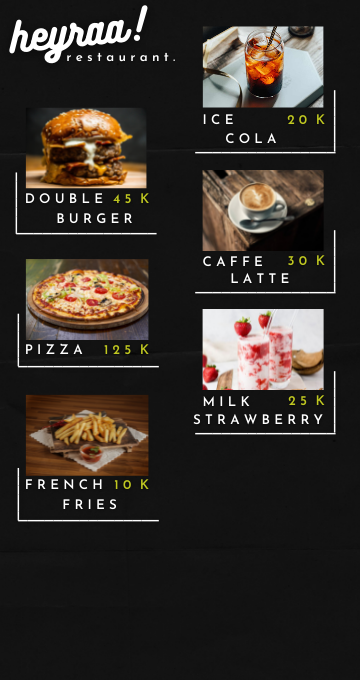 heyraa!
restaurant.
DOUBLE 45 K
BURGER
PIZZA 125 K
FRENCH 10 K
FRIES
ICE 20 K
COLA
CAFFE 30 K
LATTE
MILK 25 K
STRAWBERRY